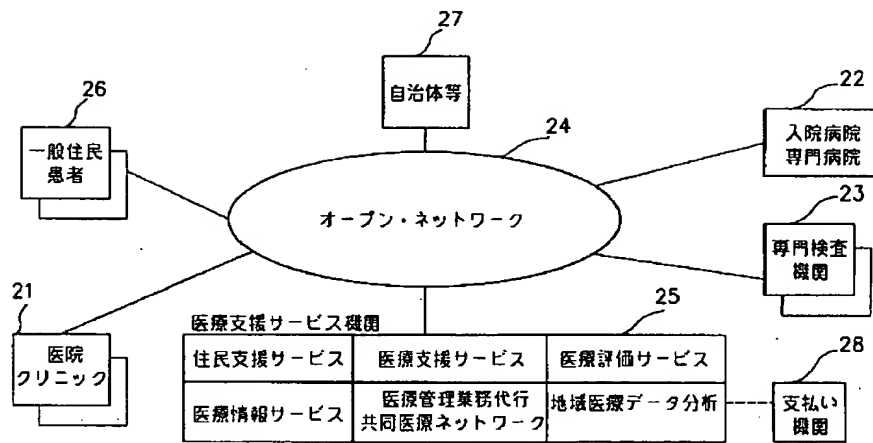 27
自治体等
26
一般住民
患者
24
22
入院病院
専門病院
オープン・ネットワーク
23
専門検査
機関
21
医院
クリニック
医療支援サービス機関
25
住民支援サービス
医療支援サービス
医療評価サービス
医療情報サービス
医療管理業務代行
共同医療ネットワーク
地域医療データ分析
28
支払い
機関